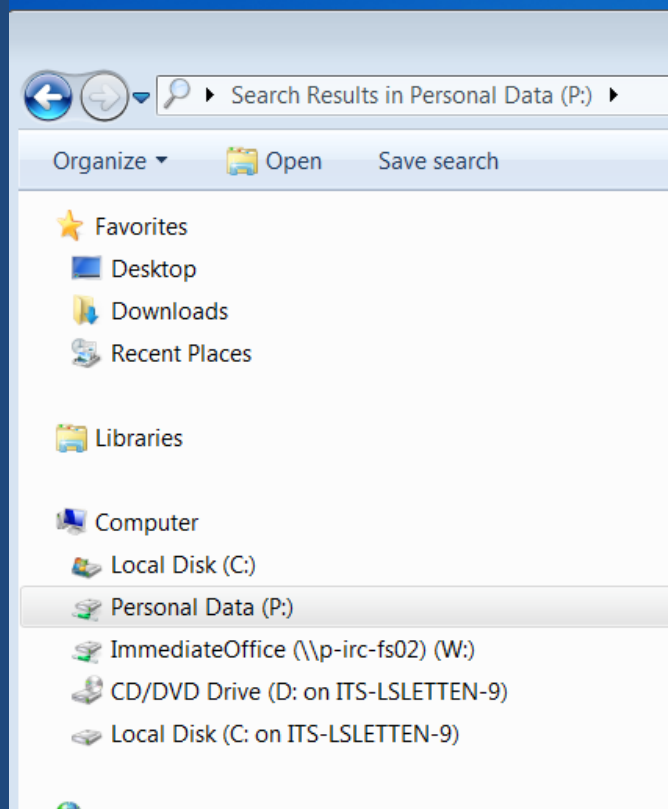 Search Results in Personal Data (P:)
Organize Open Save search
Favorites
Desktop
Downloads
Recent Places
Libraries
Computer
Local Disk (C:)
Personal Data (P:)
ImmediateOffice (\\p-irc-fs02) (W:)
CD/DVD Drive (D: on ITS-LSLETTEN-9)
Local Disk (C: on ITS-LSLETTEN-9)